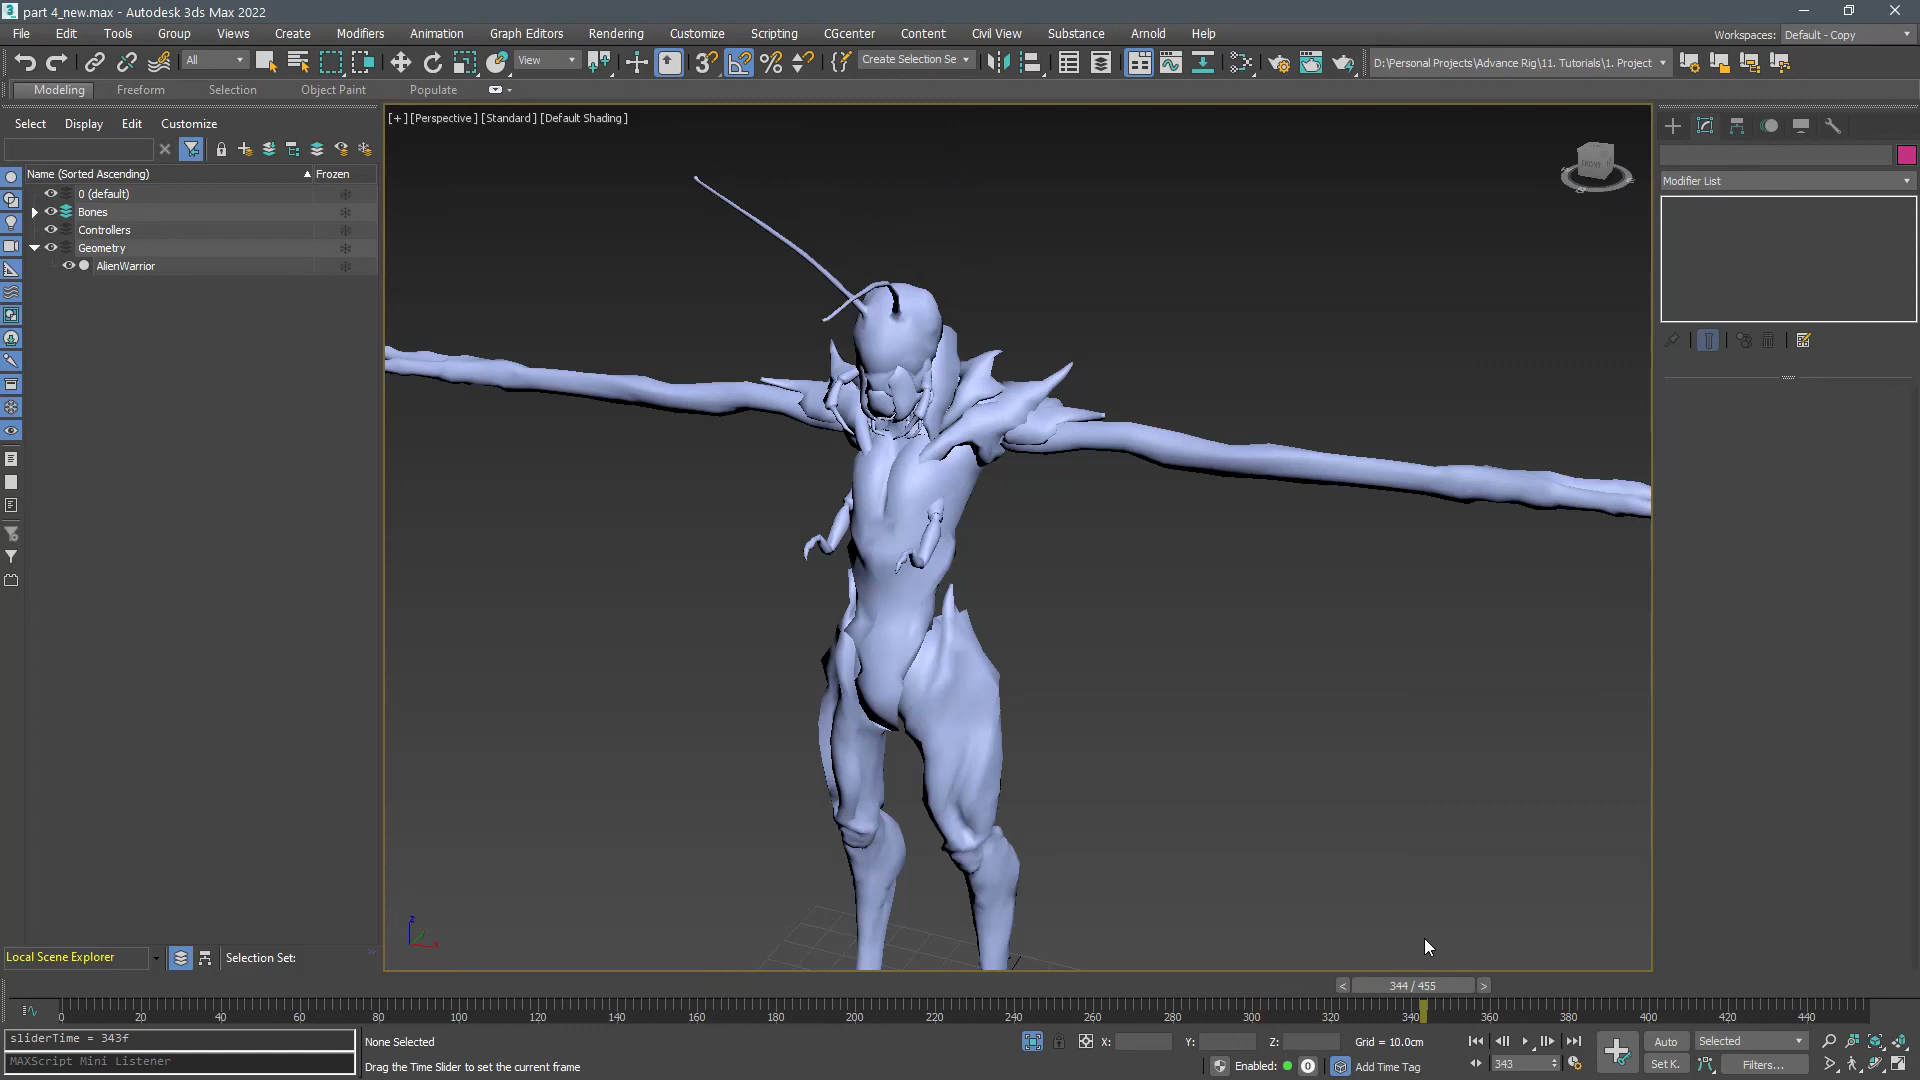 part 4_new.max - Autodesk 3ds Max 2022
File Edit Tools Group Views Create Modifiers Animation Graph Editors Rendering Customize Scripting CGcenter Content Civil View Substance Arnold Help
Workspaces: Default - Copy
All View Create Selection Se D:\Personal Projects\Advance Rig\11. Tutorials\1. Project
Modeling Freeform Selection Object Paint Populate
Select Display Edit Customize
[+] [Perspective ] [Standard ] [Default Shading ]
FRONT
Name (Sorted Ascending) Frozen
Modifier List
0 (default)
Bones
Controllers
Geometry
AlienWarrior
z
x
Local Scene Explorer Selection Set:
< 344 / 455 >
0 20 40 60 80 100 120 140 160 180 200 220 240 260 280 300 320 340 360 380 400 420 440
sliderTime = 343f
None Selected X: Y: Z: Grid = 10.0cm Auto Selected
MAXScript Mini Listener
Drag the Time Slider to set the current frame Enabled: 0 Add Time Tag 343 Set K. Filters...